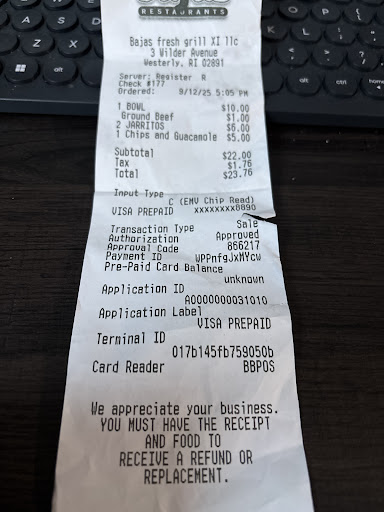 RESTAURANTS
Bajas fresh grill XI llc
3 Wilder Avenue
Westerly, RI 02891
Server: Register R
Check #177
Ordered: 9/12/25 5:05 PM
1 BOWL $10.00
Ground Beef $1.00
2 JARRITOS $6.00
1 Chips and Guacamole $5.00
Subtotal $22.00
Tax $1.76
Total $23.76
Input Type
C (EMV Chip Read)
VISA PREPAID xxxxxxxx8890
Transaction Type Sale
Authorization Approved
Approval Code 866217
Payment ID WPPnfgJxMYcw
Pre-Paid Card Balance
unknown
Application ID
A0000000031010
Application Label
VISA PREPAID
Terminal ID
017b145fb759050b
Card Reader BBPOS
We appreciate your business.
YOU MUST HAVE THE RECEIPT
AND FOOD TO
RECEIVE A REFUND OR
REPLACEMENT.
alt
ctrl
alt